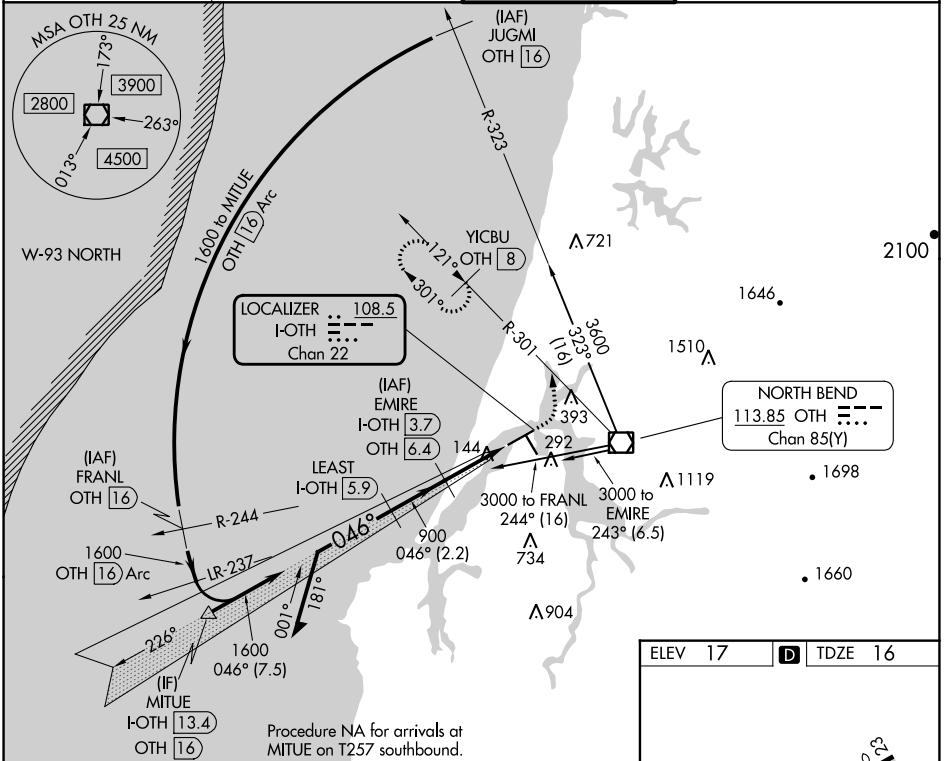 MSA OTH 25 NM
173°
3900
2800
263°
013°
4500
W-93 NORTH
(IAF)
JUGMI
OTH 16
R-323
1600 to MITUE
OTH 16 Arc
YICBU
OTH 8
121°
301°
R-301
721
2100
1646
1510
3600
323°
(16)
LOCALIZER 108.5
I-OTH
Chan 22
(IAF)
EMIRE
I-OTH 3.7
OTH 6.4
393
144
292
NORTH BEND
113.85 OTH
Chan 85(Y)
(IAF)
FRANL
OTH 16
LEAST
I-OTH 5.9
R-244
046°
3000 to FRANL
244° (16)
3000 to
EMIRE
243° (6.5)
1119
1698
900
046° (2.2)
734
1600
OTH 16 Arc
LR-237
001°
181°
1660
904
226°
1600
046° (7.5)
(IF)
MITUE
I-OTH 13.4
OTH 16
Procedure NA for arrivals at
MITUE on T257 southbound.
ELEV 17 D TDZE 16
23